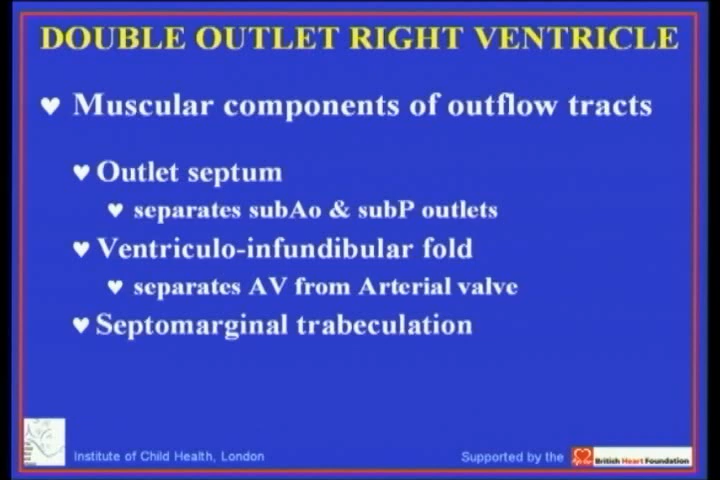 DOUBLE OUTLET RIGHT VENTRICLE
Muscular components of outflow tracts
Outlet septum
separates subAo & subP outlets
Ventriculo-infundibular fold
separates AV from Arterial valve
Septomarginal trabeculation
Institute of Child Health, London
Supported by the
British Heart Foundation